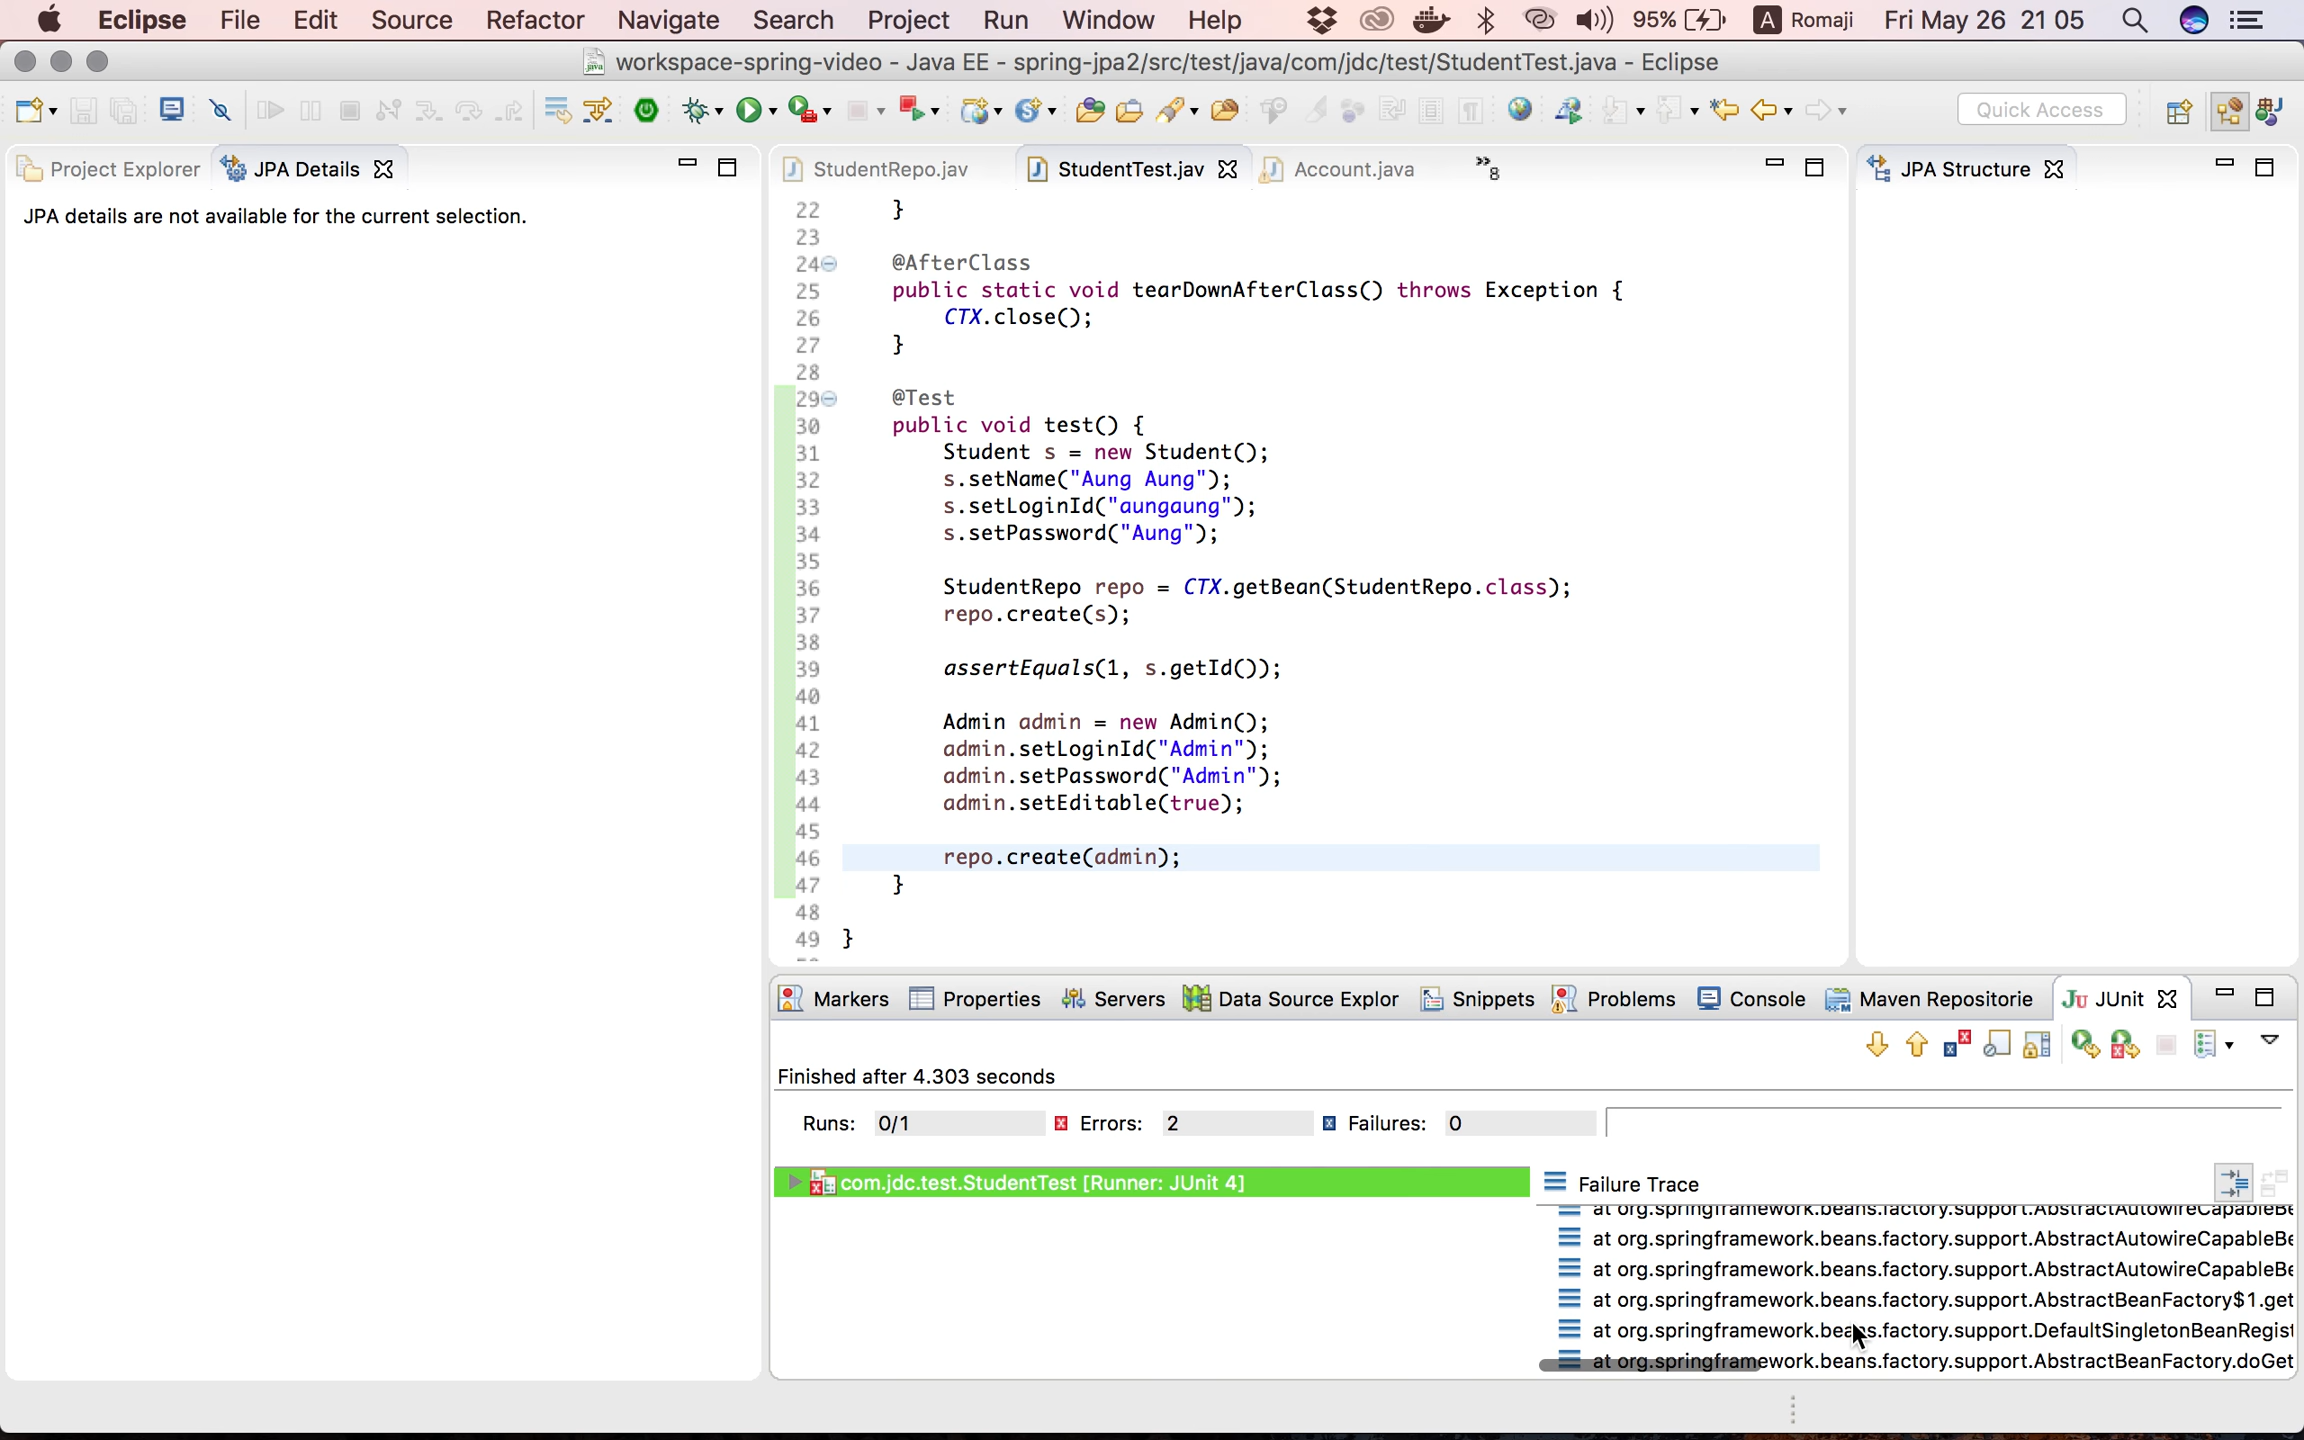 Eclipse File Edit Source Refactor Navigate Search Project Run Window Help 95% A Romaji Fri May 26 21 05
workspace-spring-video - Java EE - spring-jpa2/src/test/java/com/jdc/test/StudentTest.java - Eclipse
Quick Access
Project Explorer JPA Details StudentRepo.jav StudentTest.jav Account.java »8 JPA Structure
JPA details are not available for the current selection.
22 }
23
24 @AfterClass
25 public static void tearDownAfterClass() throws Exception {
26 CTX.close();
27 }
28
29 @Test
30 public void test() {
31 Student s = new Student();
32 s.setName("Aung Aung");
33 s.setLoginId("aungaung");
34 s.setPassword("Aung");
35
36 StudentRepo repo = CTX.getBean(StudentRepo.class);
37 repo.create(s);
38
39 assertEquals(1, s.getId());
40
41 Admin admin = new Admin();
42 admin.setLoginId("Admin");
43 admin.setPassword("Admin");
44 admin.setEditable(true);
45
46 repo.create(admin);
47 }
48
49 }
Markers Properties Servers Data Source Explor Snippets Problems Console Maven Repositorie JUnit
Finished after 4.303 seconds
Runs: 0/1 Errors: 2 Failures: 0
com.jdc.test.StudentTest [Runner: JUnit 4] Failure Trace
at org.springframework.beans.factory.support.AbstractAutowireCapableBe
at org.springframework.beans.factory.support.AbstractAutowireCapableBe
at org.springframework.beans.factory.support.AbstractAutowireCapableBe
at org.springframework.beans.factory.support.AbstractBeanFactory$1.get
at org.springframework.beans.factory.support.DefaultSingletonBeanRegist
at org.springframework.beans.factory.support.AbstractBeanFactory.doGet